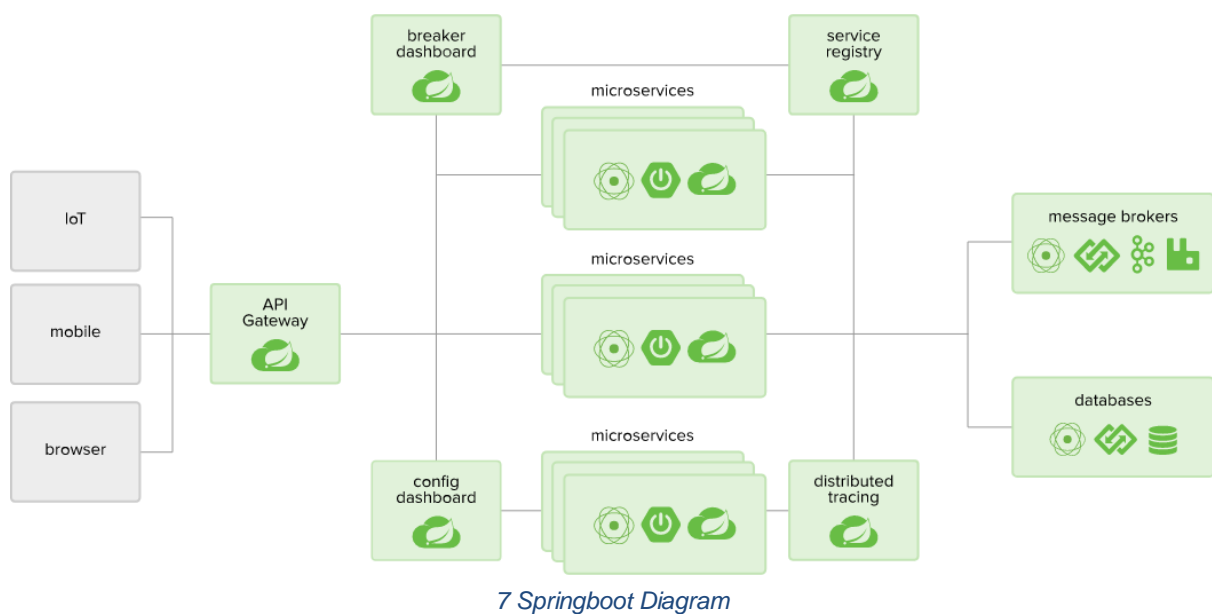 breaker
dashboard
service
registry
microservices
IoT
mobile
browser
API
Gateway
microservices
message brokers
databases
microservices
config
dashboard
distributed
tracing
7 Springboot Diagram